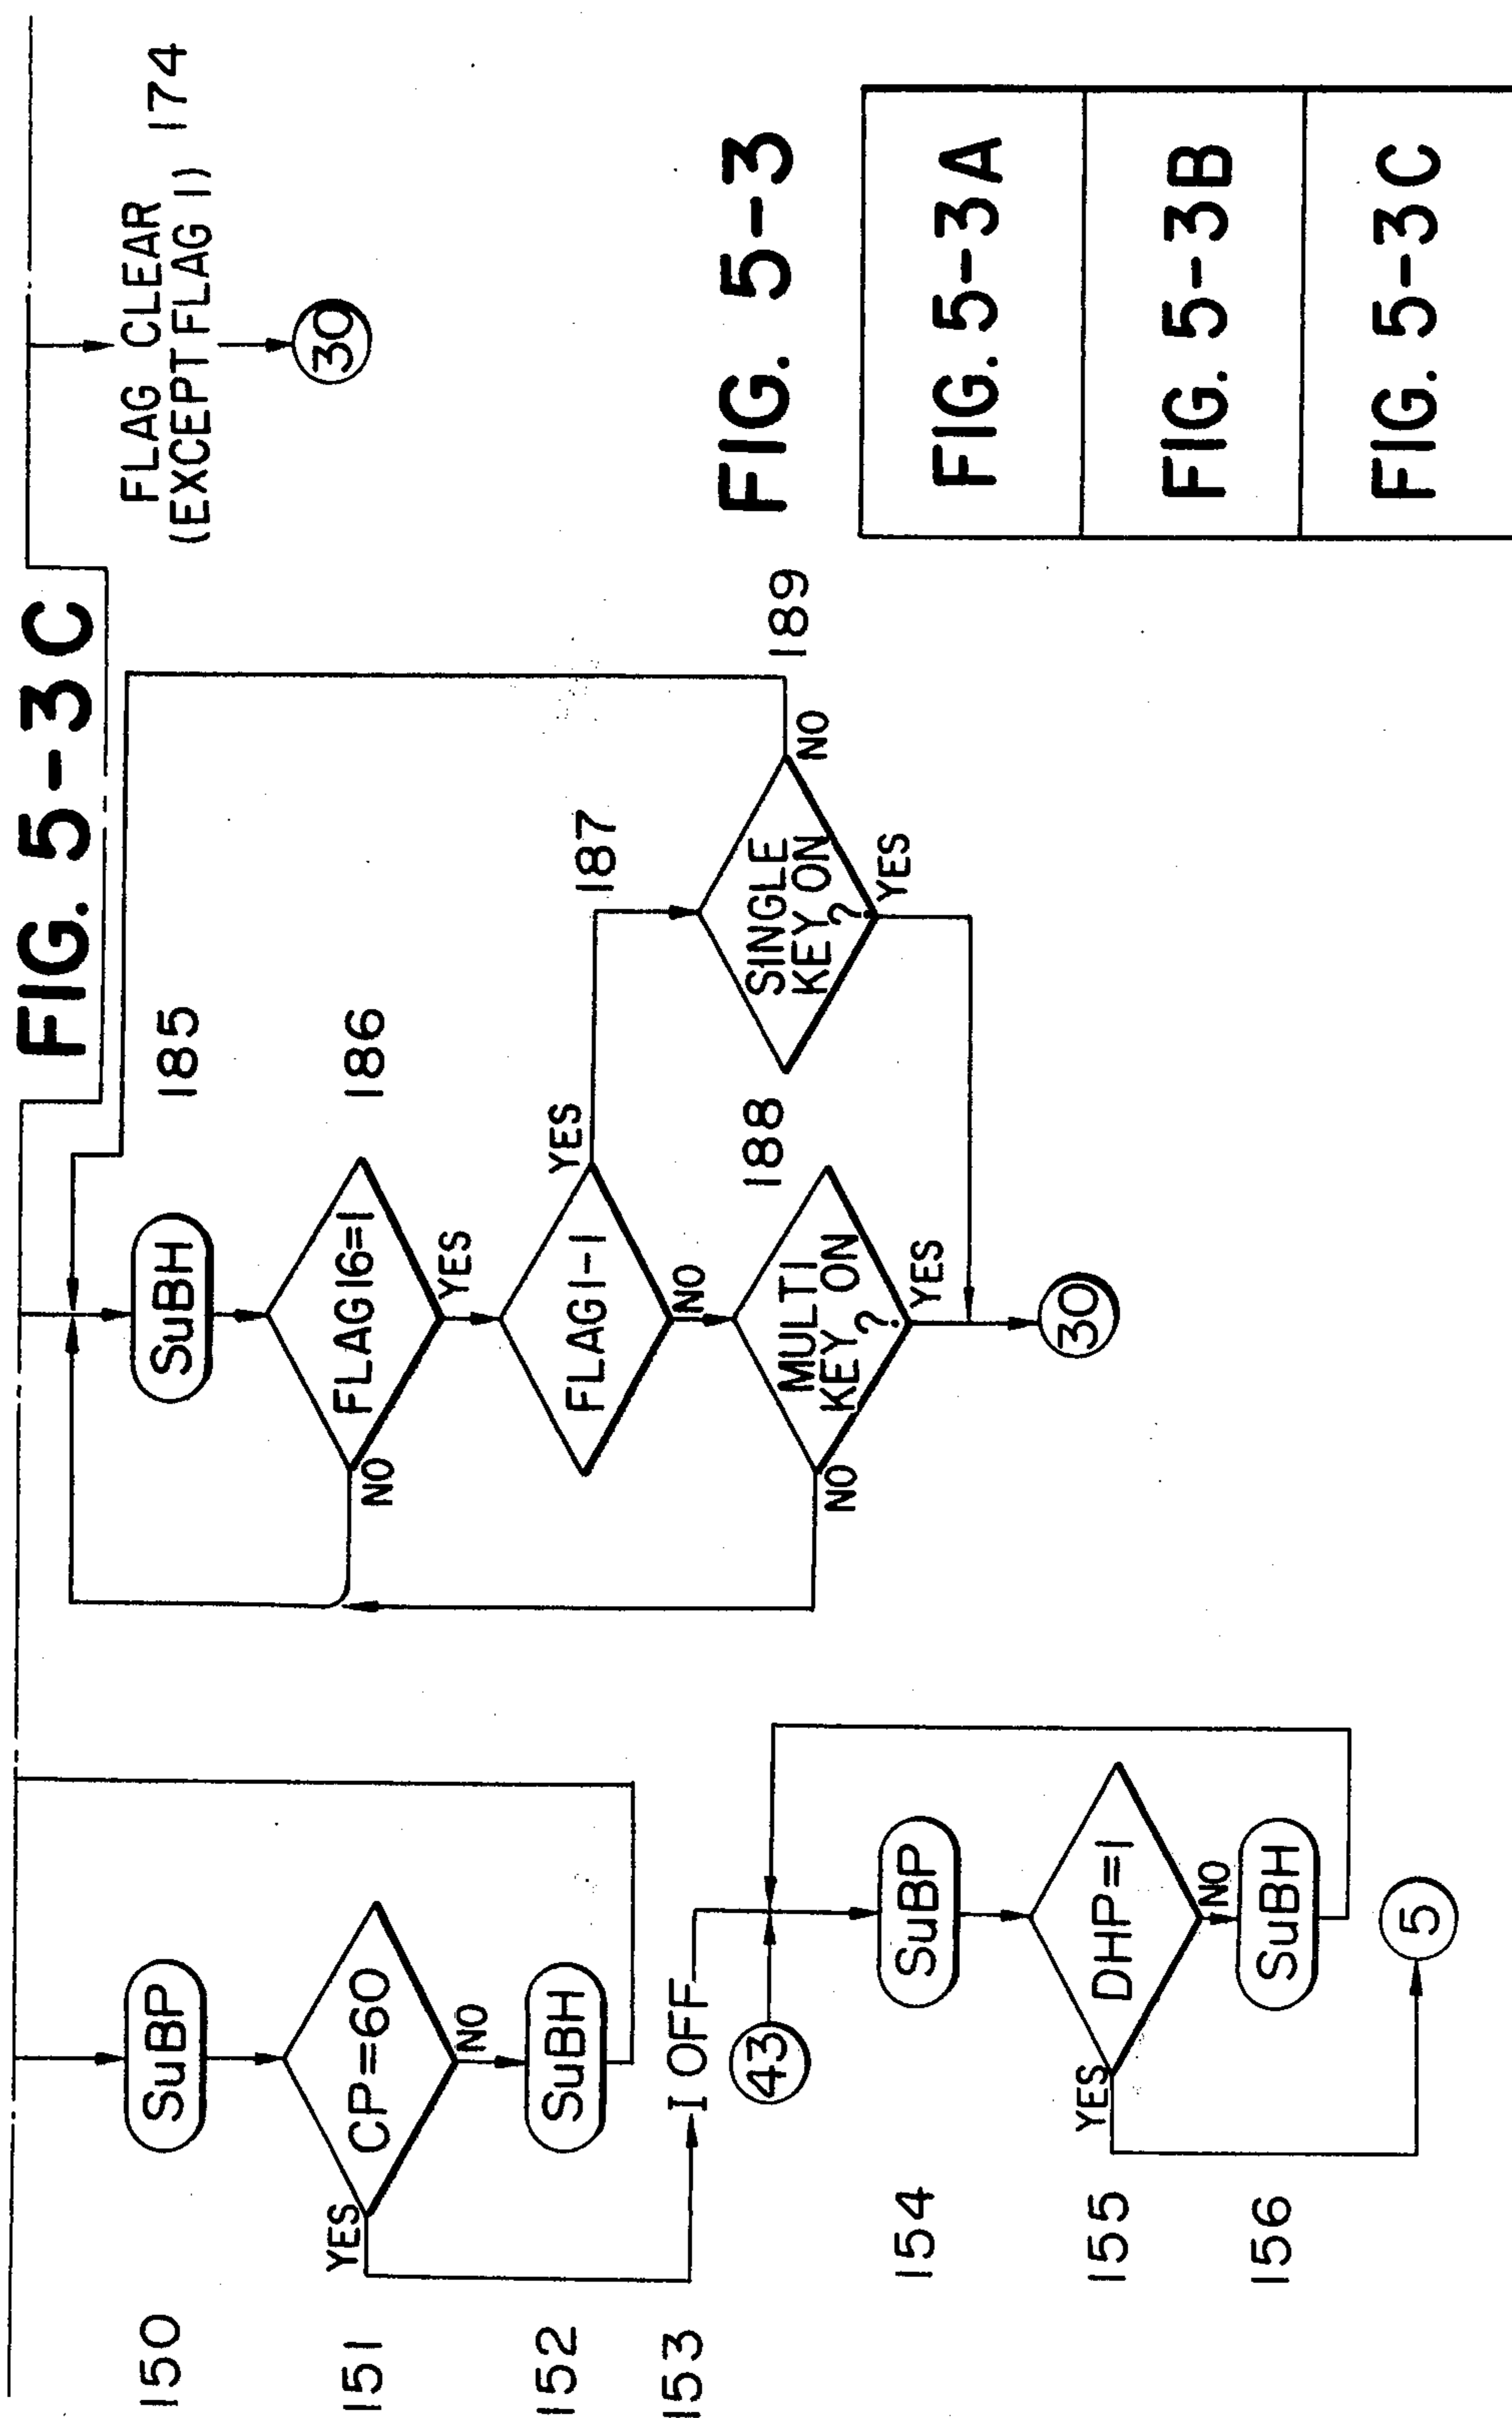 FIG. 5-3C
150
SuBP
151
CP=60
YES
NO
152
SuBH
153
I OFF
43
154
SuBP
155
DHP=1
YES
NO
156
SuBH
5
185
SuBH
186
FLAG16=1
NO
YES
187
FLAG1-1
YES
NO
188
MULTI
KEY ON
?
NO
YES
189
SINGLE
KEY ON
?
NO
YES
30
FLAG CLEAR
(EXCEPT FLAG 1)
174
30
FIG. 5-3
FIG. 5-3A
FIG. 5-3B
FIG. 5-3C